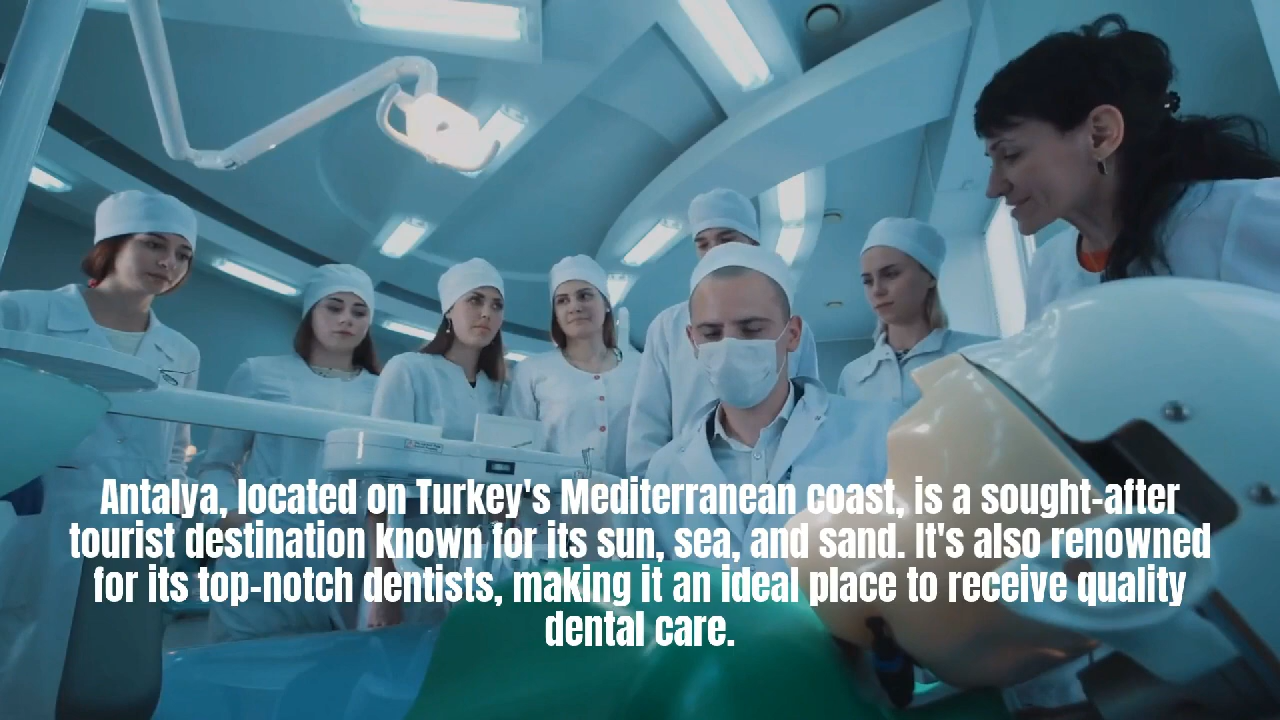 Antalya, located on Turkey's Mediterranean coast, is a sought-after
tourist destination known for its sun, sea, and sand. It's also renowned
for its top-notch dentists, making it an ideal place to receive quality
dental care.